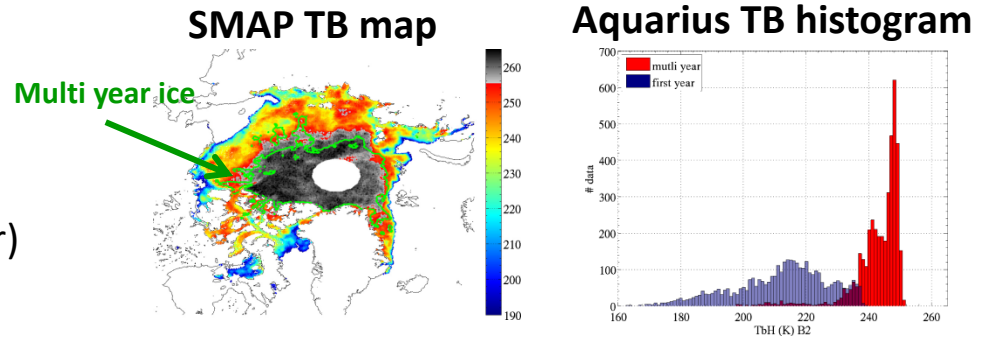 SMAP TB map
Multi year ice
260
250
240
230
220
210
200
190
r)
Aquarius TB histogram
mutli year
first year
700
600
500
400
300
200
100
0
# data
160
180
200
220
240
260
TbH (K) B2